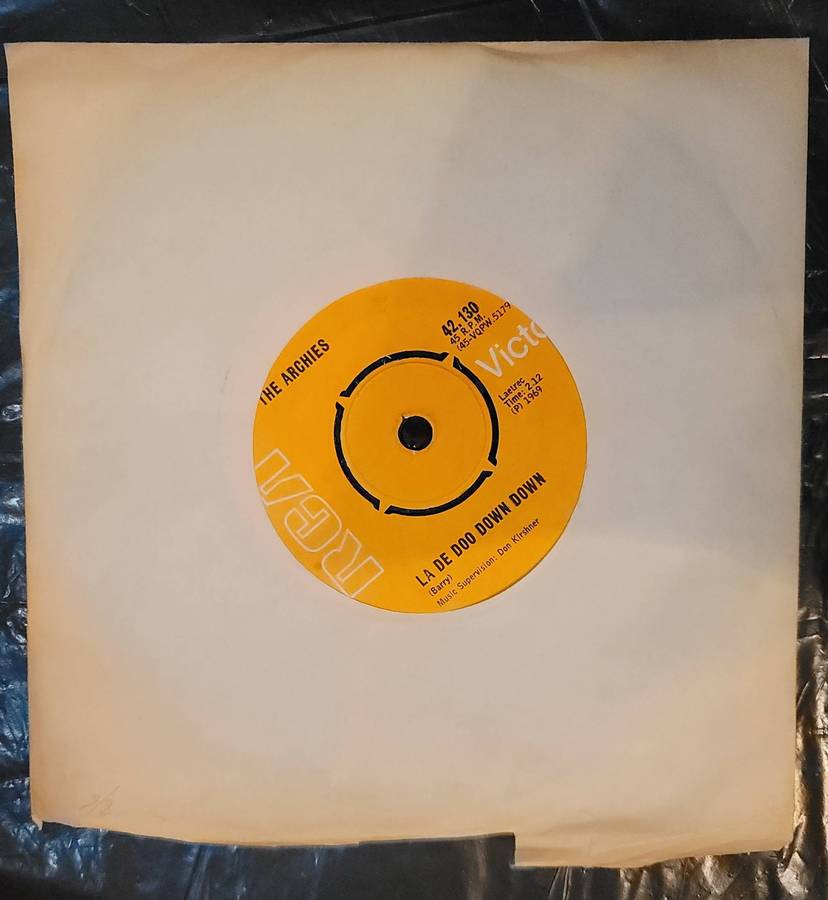 THE ARCHIES
42.130
45 R.P.M.
(45-VQPW.5179
Victo
Laetrec
Time: 2.12
(P) 1969
RCA
LA DE DOO DOWN DOWN
(Barry)
Music Supervision: Don Kirshner